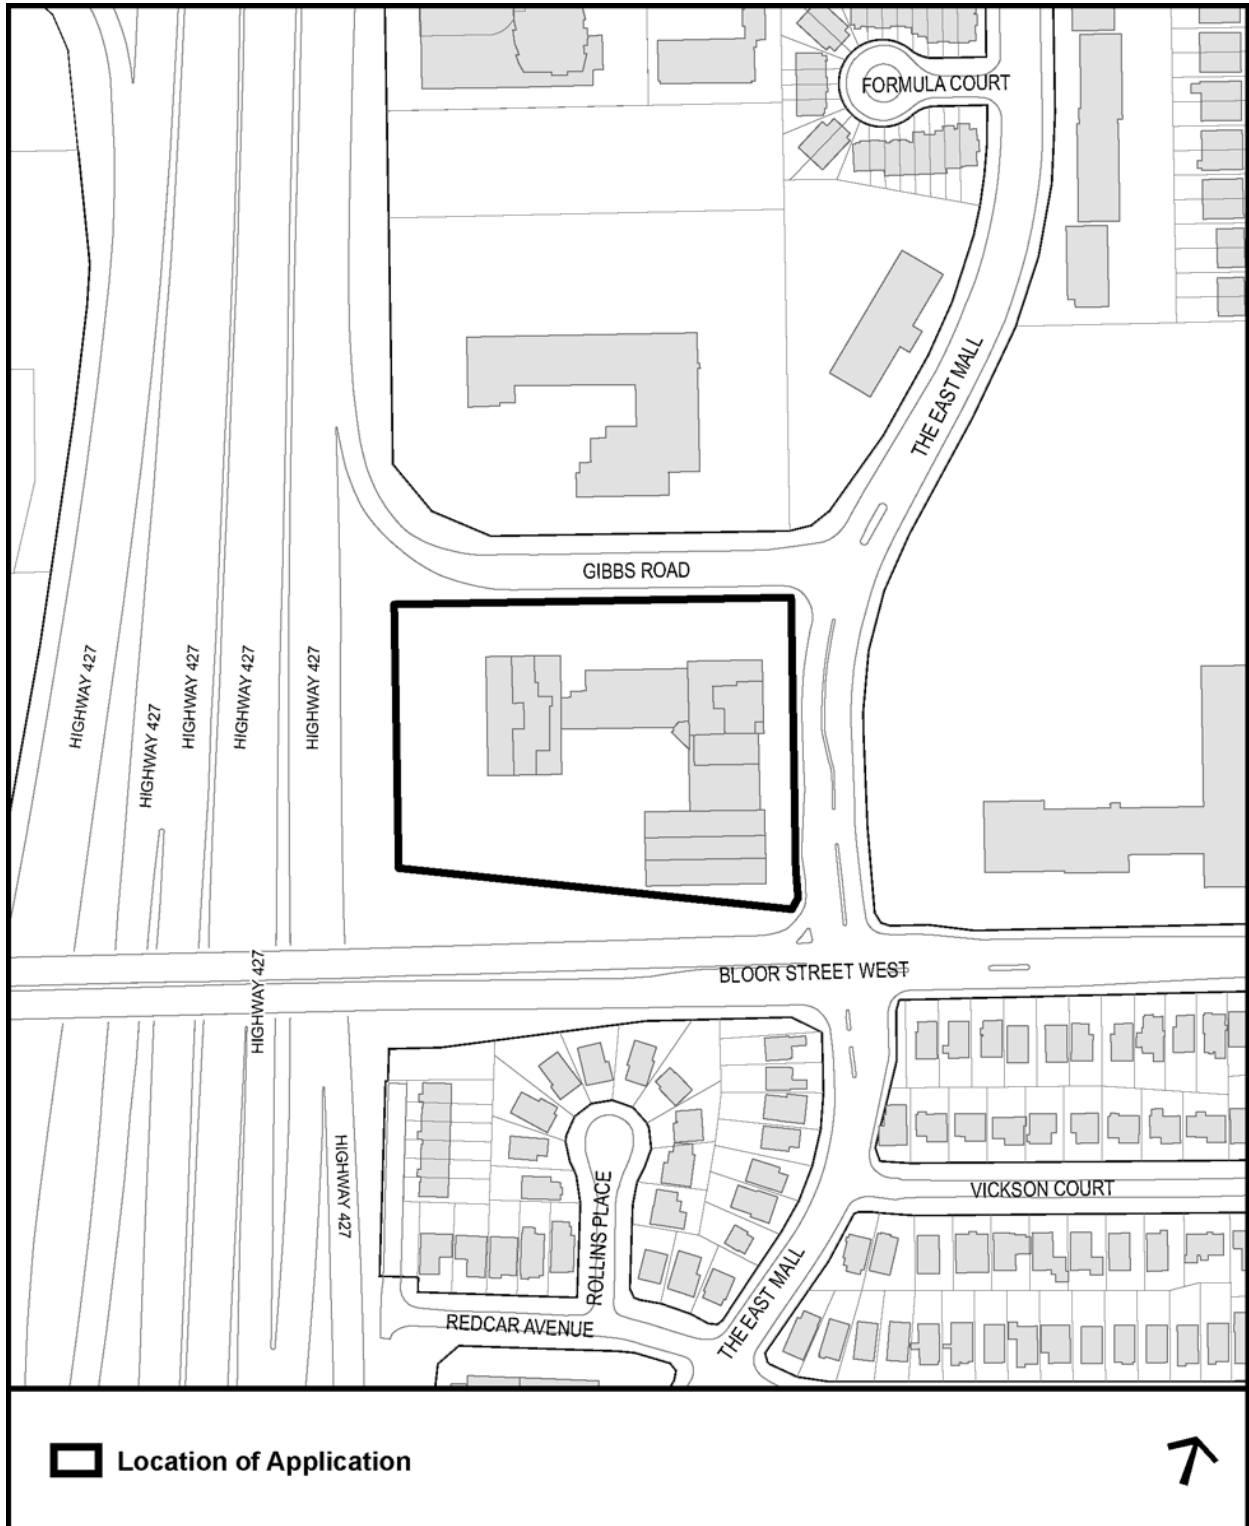 FORMULA COURT
THE EAST MALL
GIBBS ROAD
HIGHWAY 427
HIGHWAY 427
HIGHWAY 427
HIGHWAY 427
HIGHWAY 427
BLOOR STREET WEST
HIGHWAY 427
HIGHWAY 427
VICKSON COURT
ROLLINS PLACE
THE EAST MALL
REDCAR AVENUE
Location of Application